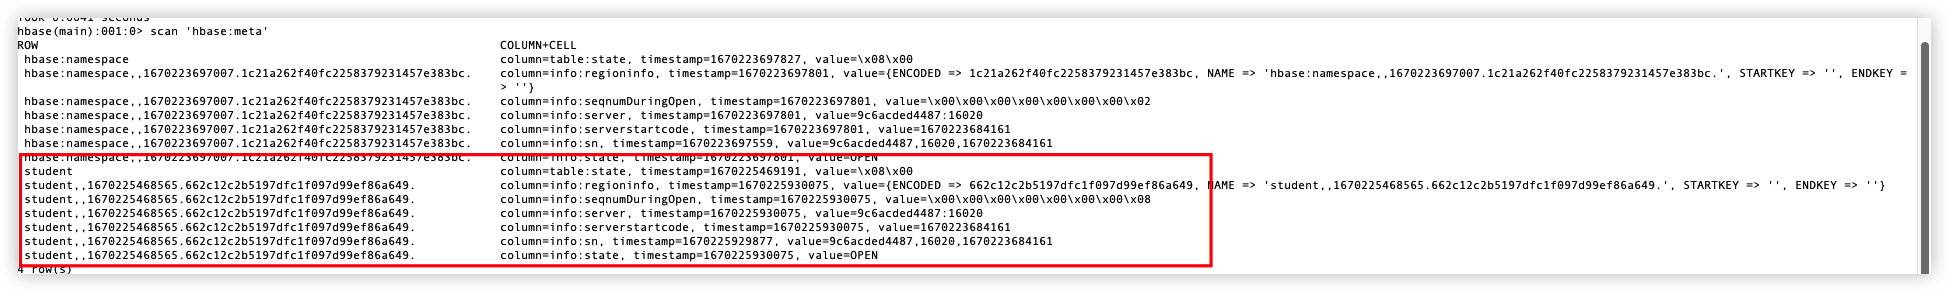 Took 0.0041 seconds
hbase(main):001:0> scan 'hbase:meta'
ROW COLUMN+CELL
hbase:namespace column=table:state, timestamp=1670223697827, value=\x08\x00
hbase:namespace,,1670223697007.1c21a262f40fc2258379231457e383bc. column=info:regioninfo, timestamp=1670223697801, value={ENCODED => 1c21a262f40fc2258379231457e383bc, NAME => 'hbase:namespace,,1670223697007.1c21a262f40fc2258379231457e383bc.', STARTKEY => '', ENDKEY =
> ''}
hbase:namespace,,1670223697007.1c21a262f40fc2258379231457e383bc. column=info:seqnumDuringOpen, timestamp=1670223697801, value=\x00\x00\x00\x00\x00\x00\x00\x02
hbase:namespace,,1670223697007.1c21a262f40fc2258379231457e383bc. column=info:server, timestamp=1670223697801, value=9c6acded4487:16020
hbase:namespace,,1670223697007.1c21a262f40fc2258379231457e383bc. column=info:serverstartcode, timestamp=1670223697801, value=1670223684161
hbase:namespace,,1670223697007.1c21a262f40fc2258379231457e383bc. column=info:sn, timestamp=1670223697559, value=9c6acded4487,16020,1670223684161
hbase:namespace,,1670223697007.1c21a262f40fc2258379231457e383bc. column=info:state, timestamp=1670223697801, value=OPEN
student column=table:state, timestamp=1670225469191, value=\x08\x00
student,,1670225468565.662c12c2b5197dfc1f097d99ef86a649. column=info:regioninfo, timestamp=1670225930075, value={ENCODED => 662c12c2b5197dfc1f097d99ef86a649, NAME => 'student,,1670225468565.662c12c2b5197dfc1f097d99ef86a649.', STARTKEY => '', ENDKEY => ''}
student,,1670225468565.662c12c2b5197dfc1f097d99ef86a649. column=info:seqnumDuringOpen, timestamp=1670225930075, value=\x00\x00\x00\x00\x00\x00\x00\x08
student,,1670225468565.662c12c2b5197dfc1f097d99ef86a649. column=info:server, timestamp=1670225930075, value=9c6acded4487:16020
student,,1670225468565.662c12c2b5197dfc1f097d99ef86a649. column=info:serverstartcode, timestamp=1670225930075, value=1670223684161
student,,1670225468565.662c12c2b5197dfc1f097d99ef86a649. column=info:sn, timestamp=1670225929877, value=9c6acded4487,16020,1670223684161
student,,1670225468565.662c12c2b5197dfc1f097d99ef86a649. column=info:state, timestamp=1670225930075, value=OPEN
4 row(s)